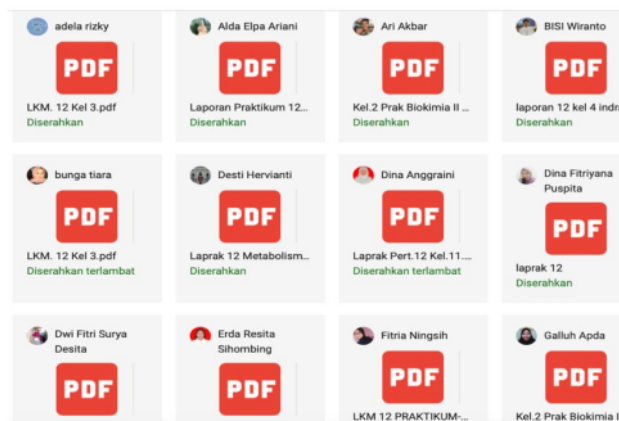 adela rizky
Alda Elpa Ariani
Ari Akbar
BISI Wiranto
PDF
PDF
PDF
PDF
LKM. 12 Kel 3.pdf
Laporan Praktikum 12...
Kel.2 Prak Biokimia II ...
laporan 12 kel 4 indr
Diserahkan
Diserahkan
Diserahkan
Diserahkan
bunga tiara
Desti Hervianti
Dina Anggraini
Dina Fitriyana
Puspita
PDF
PDF
PDF
PDF
LKM. 12 Kel 3.pdf
Laprak 12 Metabolism...
Laprak Pert.12 Kel.11....
laprak 12
Diserahkan terlambat
Diserahkan
Diserahkan terlambat
Diserahkan
Dwi Fitri Surya
Desita
Erda Resita
Sihombing
Fitria Ningsih
Galluh Apda
PDF
PDF
PDF
PDF
LKM 12 PRAKTIKUM-...
Kel.2 Prak Biokimia I